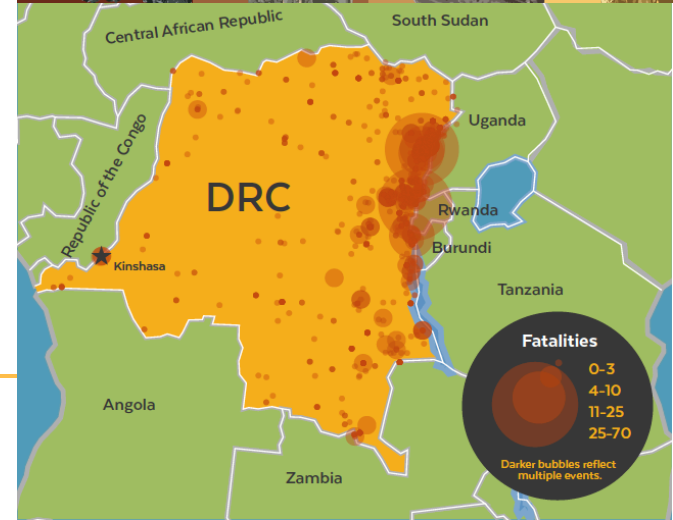 Central African Republic
South Sudan
Republic of the Congo
Uganda
DRC
Rwanda
Burundi
Kinshasa
Tanzania
Fatalities
0-3
4-10
11-25
25-70
Darker bubbles reflect
multiple events.
Angola
Zambia